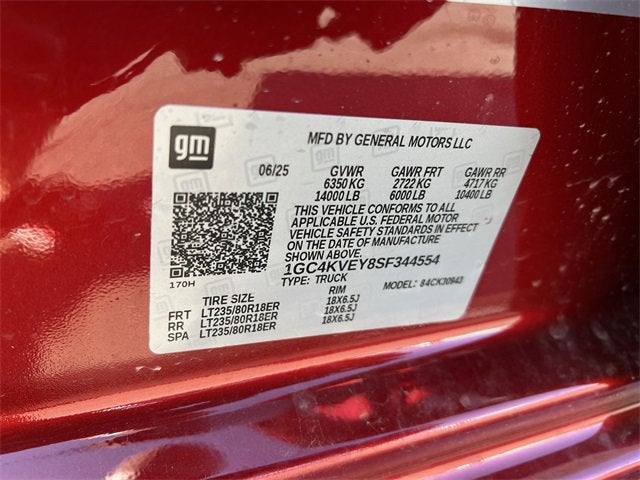 gm
MFD BY GENERAL MOTORS LLC
06/25 GVWR GAWR FRT GAWR RR
6350 KG 2722 KG 4717 KG
14000 LB 6000 LB 10400 LB
THIS VEHICLE CONFORMS TO ALL
APPLICABLE U.S. FEDERAL MOTOR
VEHICLE SAFETY STANDARDS IN EFFECT
ON THE DATE OF MANUFACTURE
SHOWN ABOVE.
170H
1GC4KVEY8SF344554
TYPE: TRUCK MODEL: 84CK30943
TIRE SIZE RIM
FRT LT235/80R18ER 18X6.5J
RR LT235/80R18ER 18X6.5J
SPA LT235/80R18ER 18X6.5J